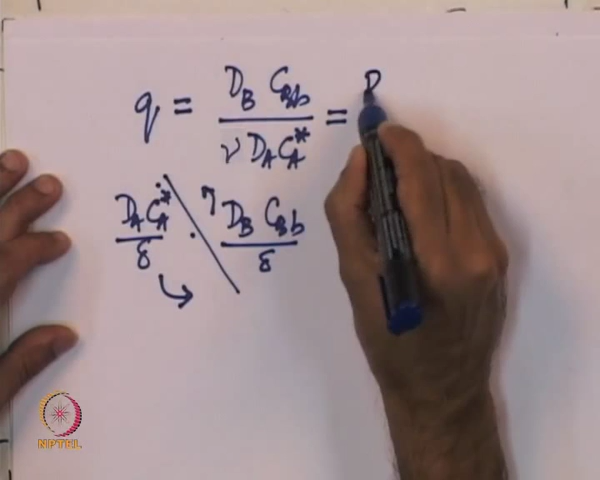 q = D_B C_Bb / ν D_A C_A* = D
D_A C_A* / δ . D_B C_Bb / δ
NPTEL